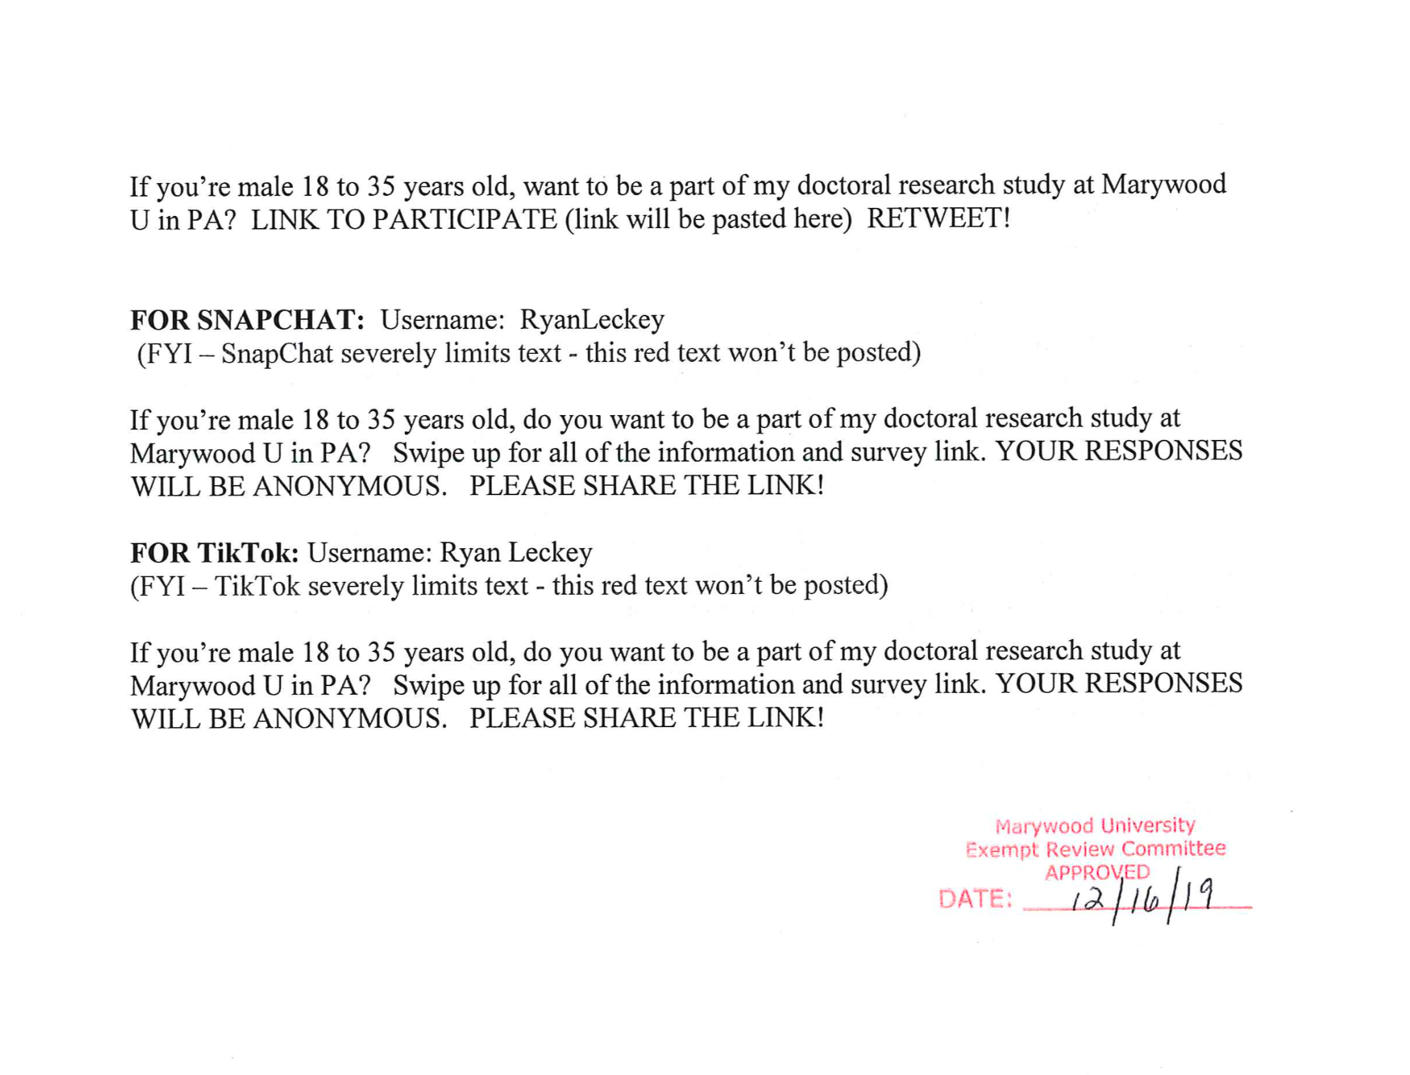 If you're male 18 to 35 years old, want to be a part of my doctoral research study at Marywood
U in PA?  LINK TO PARTICIPATE (link will be pasted here)  RETWEET!
FOR SNAPCHAT:  Username:  RyanLeckey
(FYI – SnapChat severely limits text - this red text won't be posted)
If you're male 18 to 35 years old, do you want to be a part of my doctoral research study at
Marywood U in PA?   Swipe up for all of the information and survey link. YOUR RESPONSES
WILL BE ANONYMOUS.   PLEASE SHARE THE LINK!
FOR TikTok: Username: Ryan Leckey
(FYI – TikTok severely limits text - this red text won't be posted)
If you're male 18 to 35 years old, do you want to be a part of my doctoral research study at
Marywood U in PA?   Swipe up for all of the information and survey link. YOUR RESPONSES
WILL BE ANONYMOUS.   PLEASE SHARE THE LINK!
Marywood University
Exempt Review Committee
APPROVED
DATE: 12/16/19